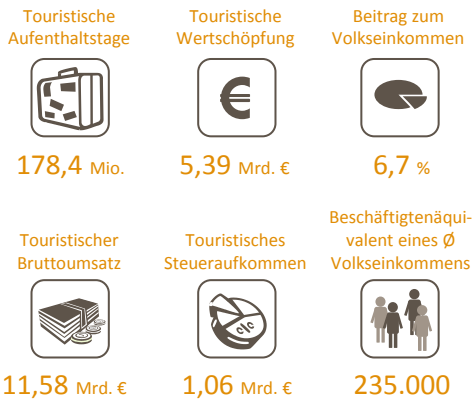 Touristische
Aufenthaltstage
178,4 Mio.
Touristische
Wertschöpfung
€
5,39 Mrd. €
Beitrag zum
Volkseinkommen
6,7 %
Touristischer
Bruttoumsatz
11,58 Mrd. €
Touristisches
Steueraufkommen
1,06 Mrd. €
Beschäftigtenäqui-
valent eines Ø
Volkseinkommens
235.000